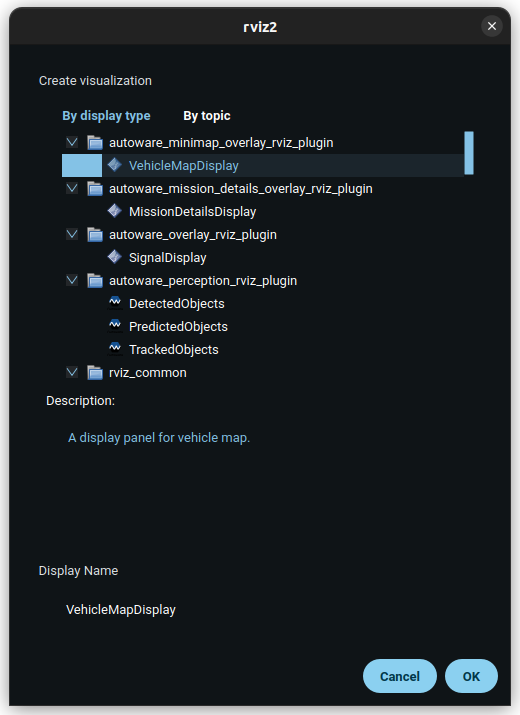 rviz2
Create visualization
By display type By topic
autoware_minimap_overlay_rviz_plugin
VehicleMapDisplay
autoware_mission_details_overlay_rviz_plugin
MissionDetailsDisplay
autoware_overlay_rviz_plugin
SignalDisplay
autoware_perception_rviz_plugin
DetectedObjects
PredictedObjects
TrackedObjects
rviz_common
Description:
A display panel for vehicle map.
Display Name
VehicleMapDisplay
Cancel OK